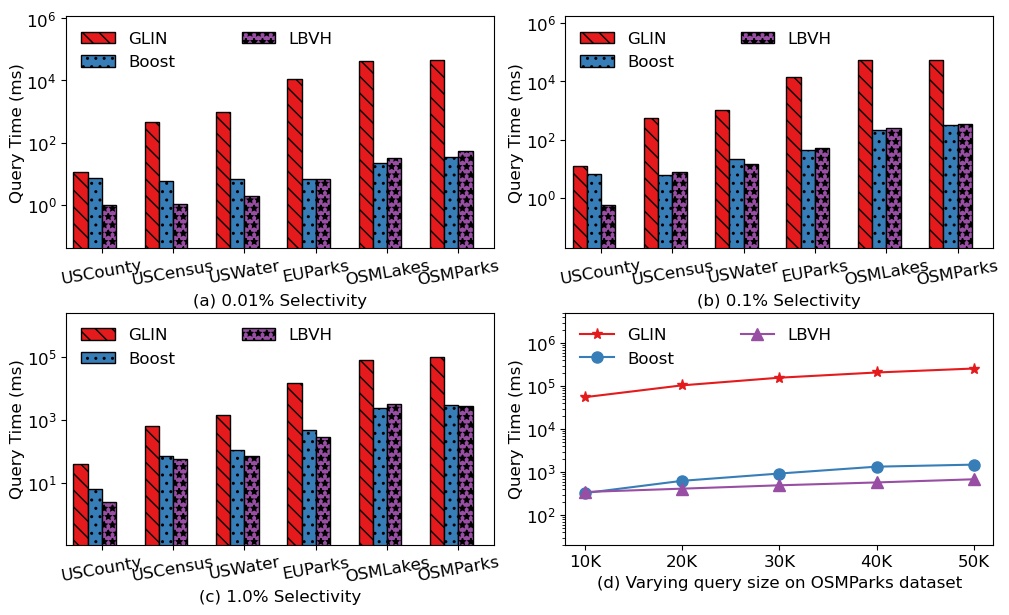 GLIN
Boost
LBVH
Query Time (ms)
10^6
10^4
10^2
10^0
USCounty
USCensus
USWater
EUParks
OSMLakes
OSMParks
(a) 0.01% Selectivity
GLIN
Boost
LBVH
Query Time (ms)
10^6
10^4
10^2
10^0
USCounty
USCensus
USWater
EUParks
OSMLakes
OSMParks
(b) 0.1% Selectivity
GLIN
Boost
LBVH
Query Time (ms)
10^5
10^3
10^1
USCounty
USCensus
USWater
EUParks
OSMLakes
OSMParks
(c) 1.0% Selectivity
GLIN
Boost
LBVH
Query Time (ms)
10^6
10^5
10^4
10^3
10^2
10K
20K
30K
40K
50K
(d) Varying query size on OSMParks dataset